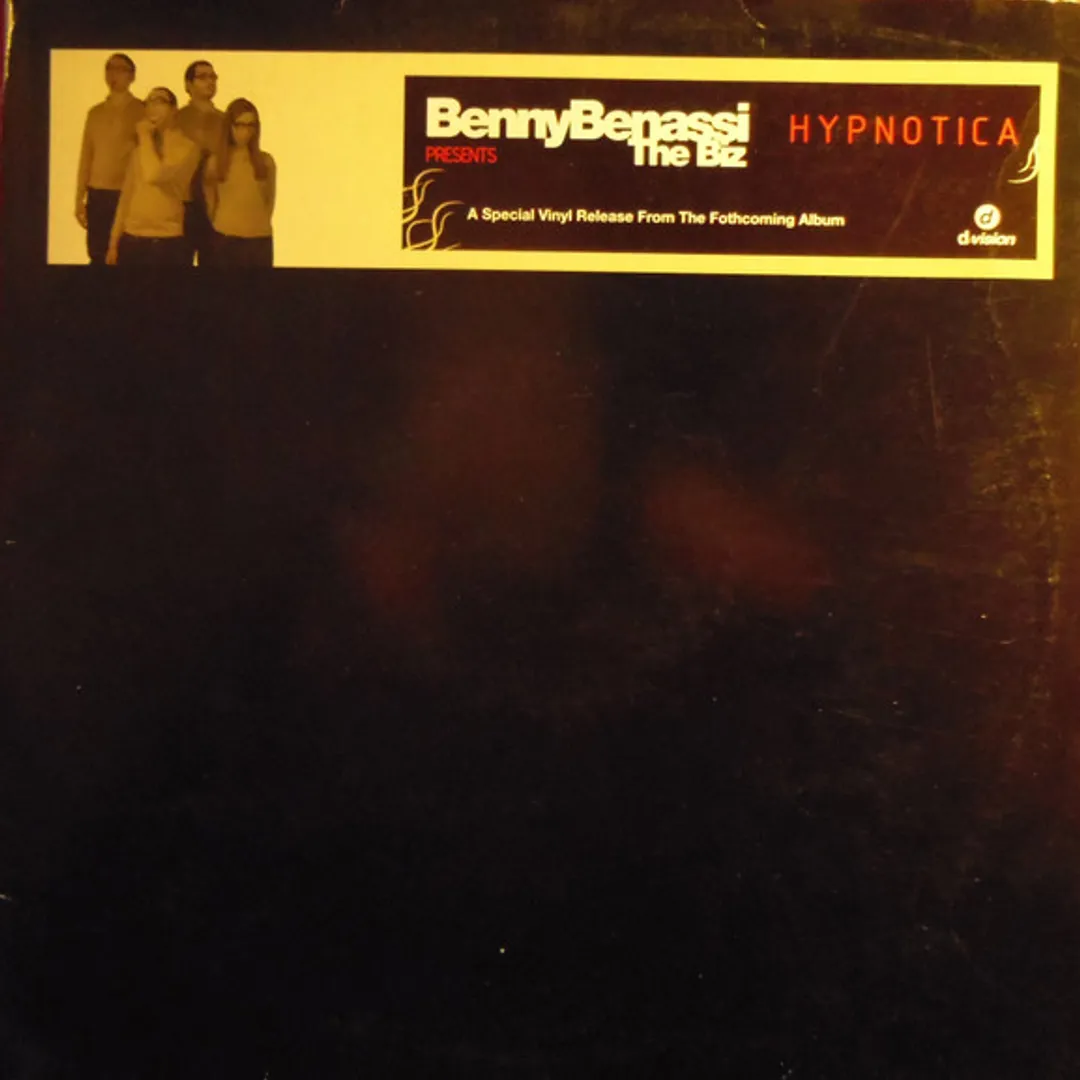 BennyBenassi
PRESENTS
The Biz
HYPNOTICA
A Special Vinyl Release From The Fothcoming Album
d
d:vision